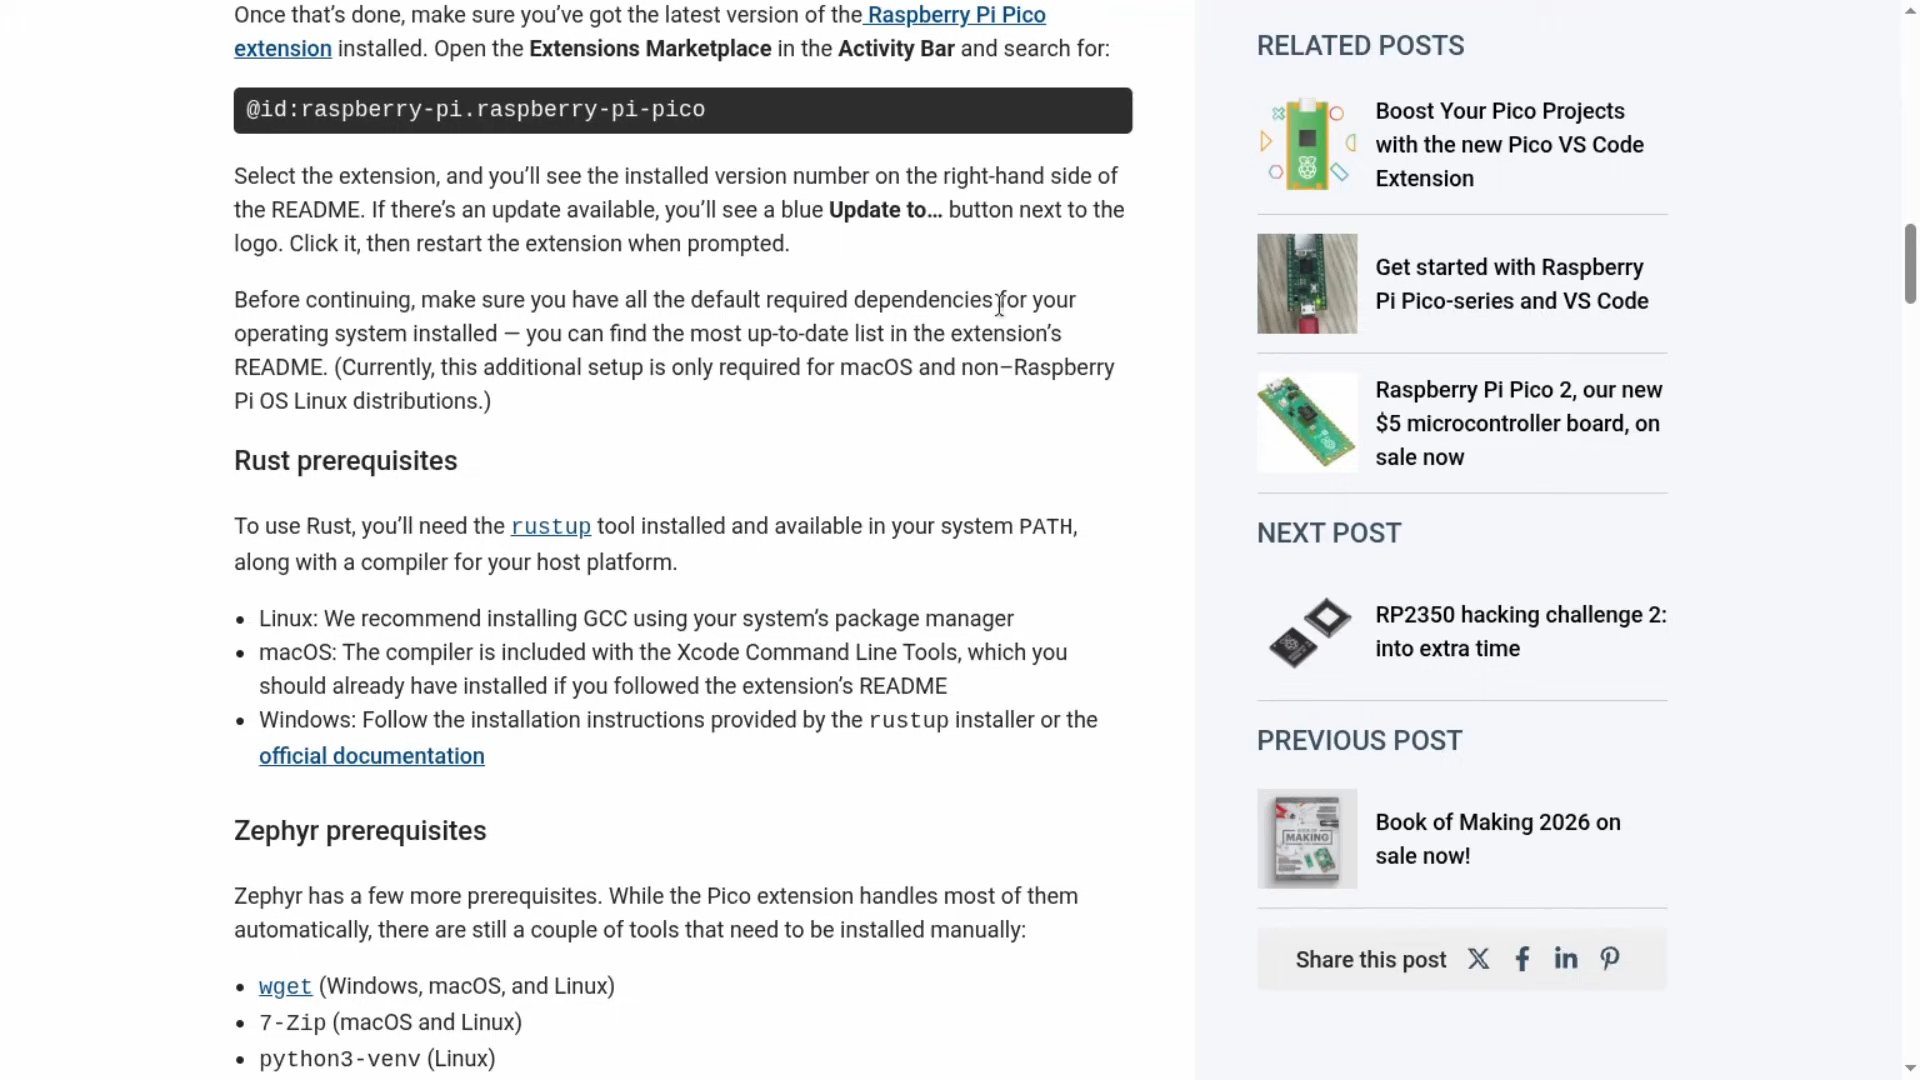 Once that’s done, make sure you’ve got the latest version of the Raspberry Pi Pico
extension installed. Open the Extensions Marketplace in the Activity Bar and search for:
@id:raspberry-pi.raspberry-pi-pico
Select the extension, and you’ll see the installed version number on the right-hand side of
the README. If there’s an update available, you’ll see a blue Update to… button next to the
logo. Click it, then restart the extension when prompted.
Before continuing, make sure you have all the default required dependencies for your
operating system installed — you can find the most up-to-date list in the extension’s
README. (Currently, this additional setup is only required for macOS and non–Raspberry
Pi OS Linux distributions.)
Rust prerequisites
To use Rust, you’ll need the rustup tool installed and available in your system PATH,
along with a compiler for your host platform.
• Linux: We recommend installing GCC using your system’s package manager
• macOS: The compiler is included with the Xcode Command Line Tools, which you
should already have installed if you followed the extension’s README
• Windows: Follow the installation instructions provided by the rustup installer or the
official documentation
Zephyr prerequisites
Zephyr has a few more prerequisites. While the Pico extension handles most of them
automatically, there are still a couple of tools that need to be installed manually:
• wget (Windows, macOS, and Linux)
• 7-Zip (macOS and Linux)
• python3-venv (Linux)
RELATED POSTS
Boost Your Pico Projects
with the new Pico VS Code
Extension
Get started with Raspberry
Pi Pico-series and VS Code
Raspberry Pi Pico 2, our new
$5 microcontroller board, on
sale now
NEXT POST
RP2350 hacking challenge 2:
into extra time
PREVIOUS POST
MAKING
Book of Making 2026 on
sale now!
Share this post